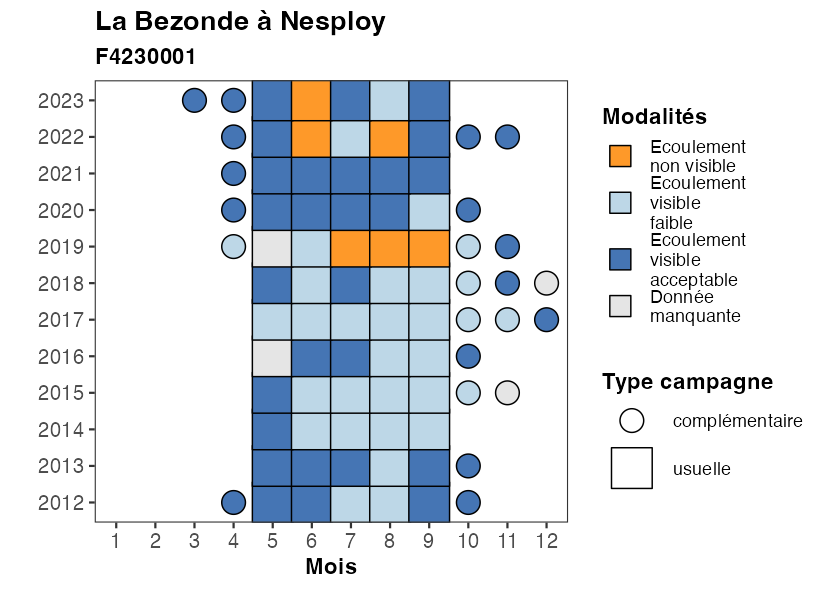 La Bezonde à Nesploy
F4230001
2023
2022
2021
2020
2019
2018
2017
2016
2015
2014
2013
2012
1 2 3 4 5 6 7 8 9 10 11 12
Mois
Modalités
Ecoulement
non visible
Ecoulement
visible
faible
Ecoulement
visible
acceptable
Donnée
manquante
Type campagne
complémentaire
usuelle